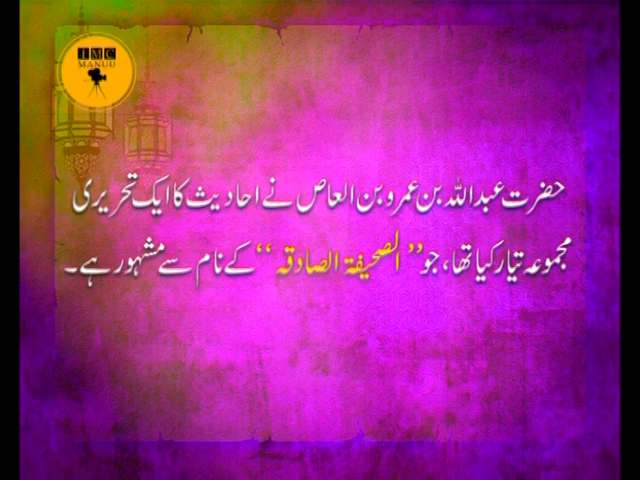 IMC
MANUU
حضرت عبداللہ بن عمرو بن العاص نے احادیث کا ایک تحریری
مجموعہ تیار کیا تھا، جو ”الصحیفۃ الصادقہ“ کے نام سے مشہور ہے۔